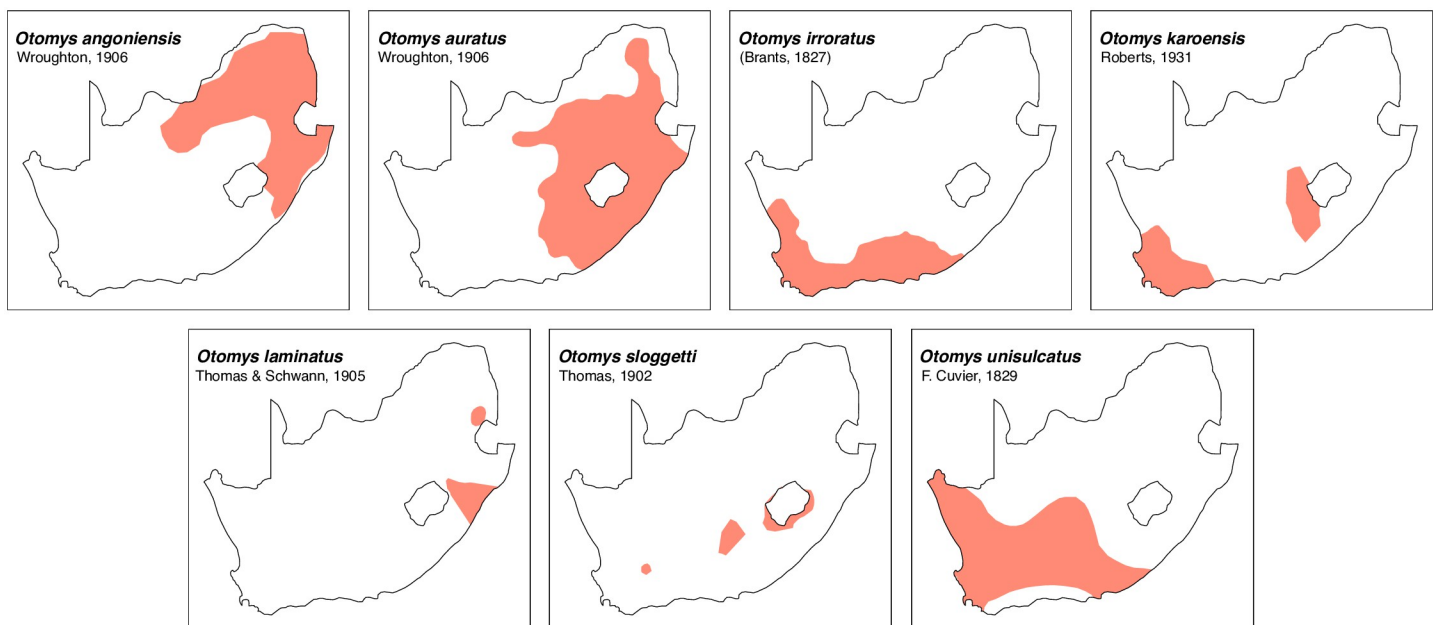 Otomys angoniensis
Wroughton, 1906
Otomys auratus
Wroughton, 1906
Otomys irroratus
(Brants, 1827)
Otomys karoensis
Roberts, 1931
Otomys laminatus
Thomas & Schwann, 1905
Otomys sloggetti
Thomas, 1902
Otomys unisulcatus
F. Cuvier, 1829